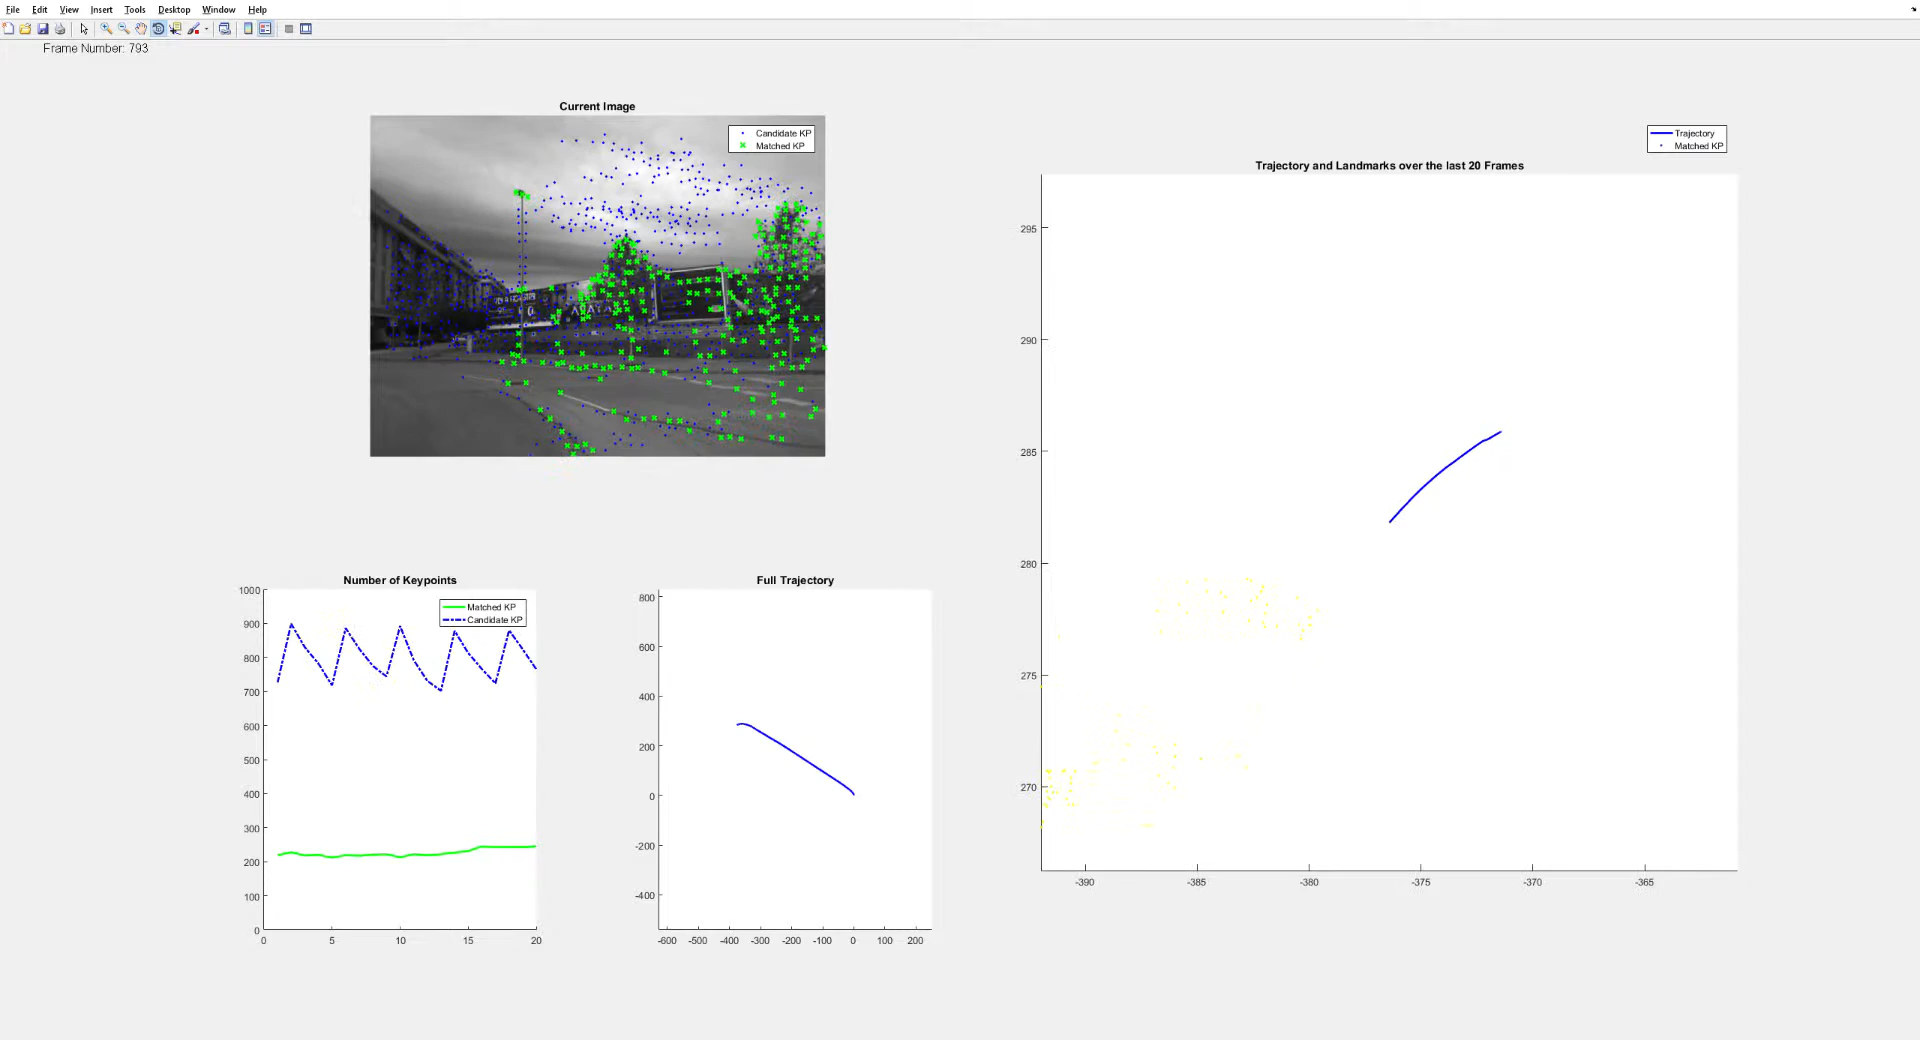 File Edit View Insert Tools Desktop Window Help
Frame Number: 793
Current Image
Candidate KP
Matched KP
Trajectory
Matched KP
Trajectory and Landmarks over the last 20 Frames
295
290
285
280
275
270
-390 -385 -380 -375 -370 -365
Number of Keypoints
Matched KP
Candidate KP
1000
900
800
700
600
500
400
300
200
100
0
0 5 10 15 20
Full Trajectory
800
600
400
200
0
-200
-400
-600 -500 -400 -300 -200 -100 0 100 200